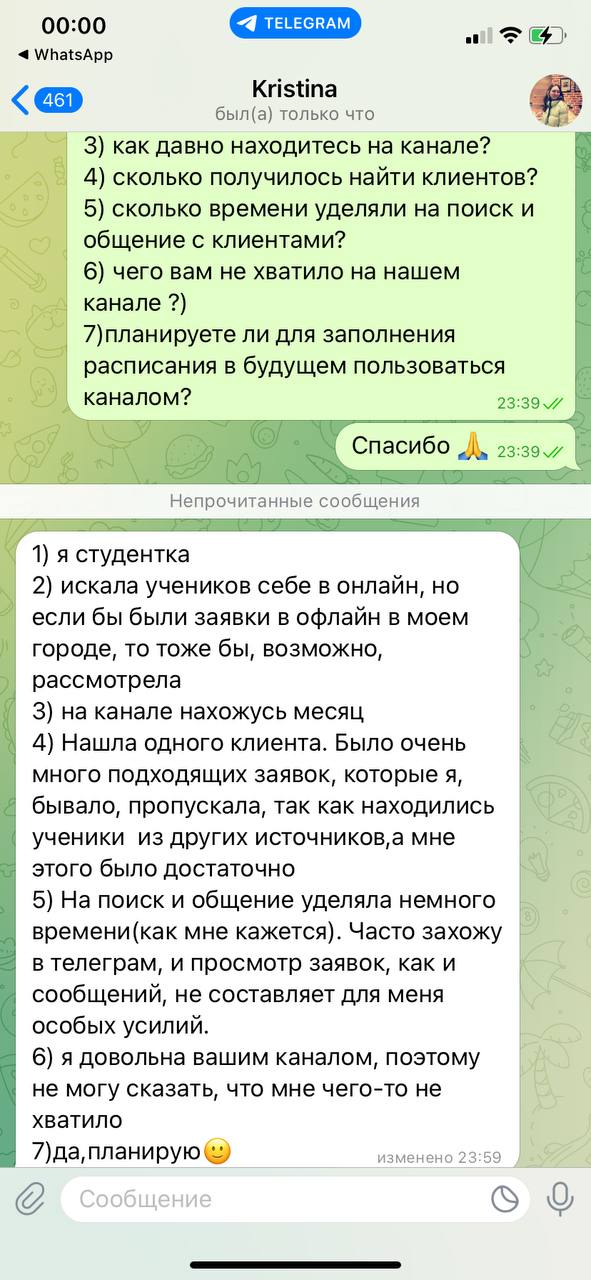 00:00
TELEGRAM
◀ WhatsApp
461
Kristina
был(а) только что
3) как давно находитесь на канале?
4) сколько получилось найти клиентов?
5) сколько времени уделяли на поиск и
общение с клиентами?
6) чего вам не хватило на нашем
канале ?)
7)планируете ли для заполнения
расписания в будущем пользоваться
каналом?
23:39
Спасибо 🙏 23:39
Непрочитанные сообщения
1) я студентка
2) искала учеников себе в онлайн, но
если бы были заявки в офлайн в моем
городе, то тоже бы, возможно,
рассмотрела
3) на канале нахожусь месяц
4) Нашла одного клиента. Было очень
много подходящих заявок, которые я,
бывало, пропускала, так как находились
ученики  из других источников,а мне
этого было достаточно
5) На поиск и общение уделяла немного
времени(как мне кажется). Часто захожу
в телеграм, и просмотр заявок, как и
сообщений, не составляет для меня
особых усилий.
6) я довольна вашим каналом, поэтому
не могу сказать, что мне чего-то не
хватило
7)да,планирую🙂
изменено 23:59
Сообщение